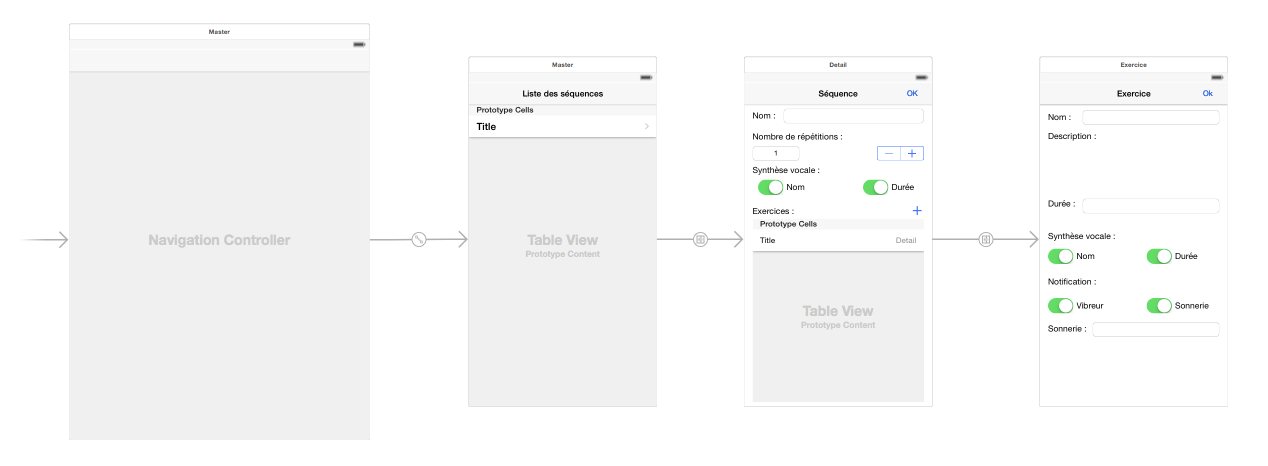 Master
Navigation Controller
Master
Liste des séquences
Prototype Cells
Title
Table View
Prototype Content
Detail
Séquence OK
Nom :
Nombre de répétitions :
1 — +
Synthèse vocale :
Nom Durée
Exercices : +
Prototype Cells
Title Detail
Table View
Prototype Content
Exercice
Exercice Ok
Nom :
Description :
Durée :
Synthèse vocale :
Nom Durée
Notification :
Vibreur Sonnerie
Sonnerie :